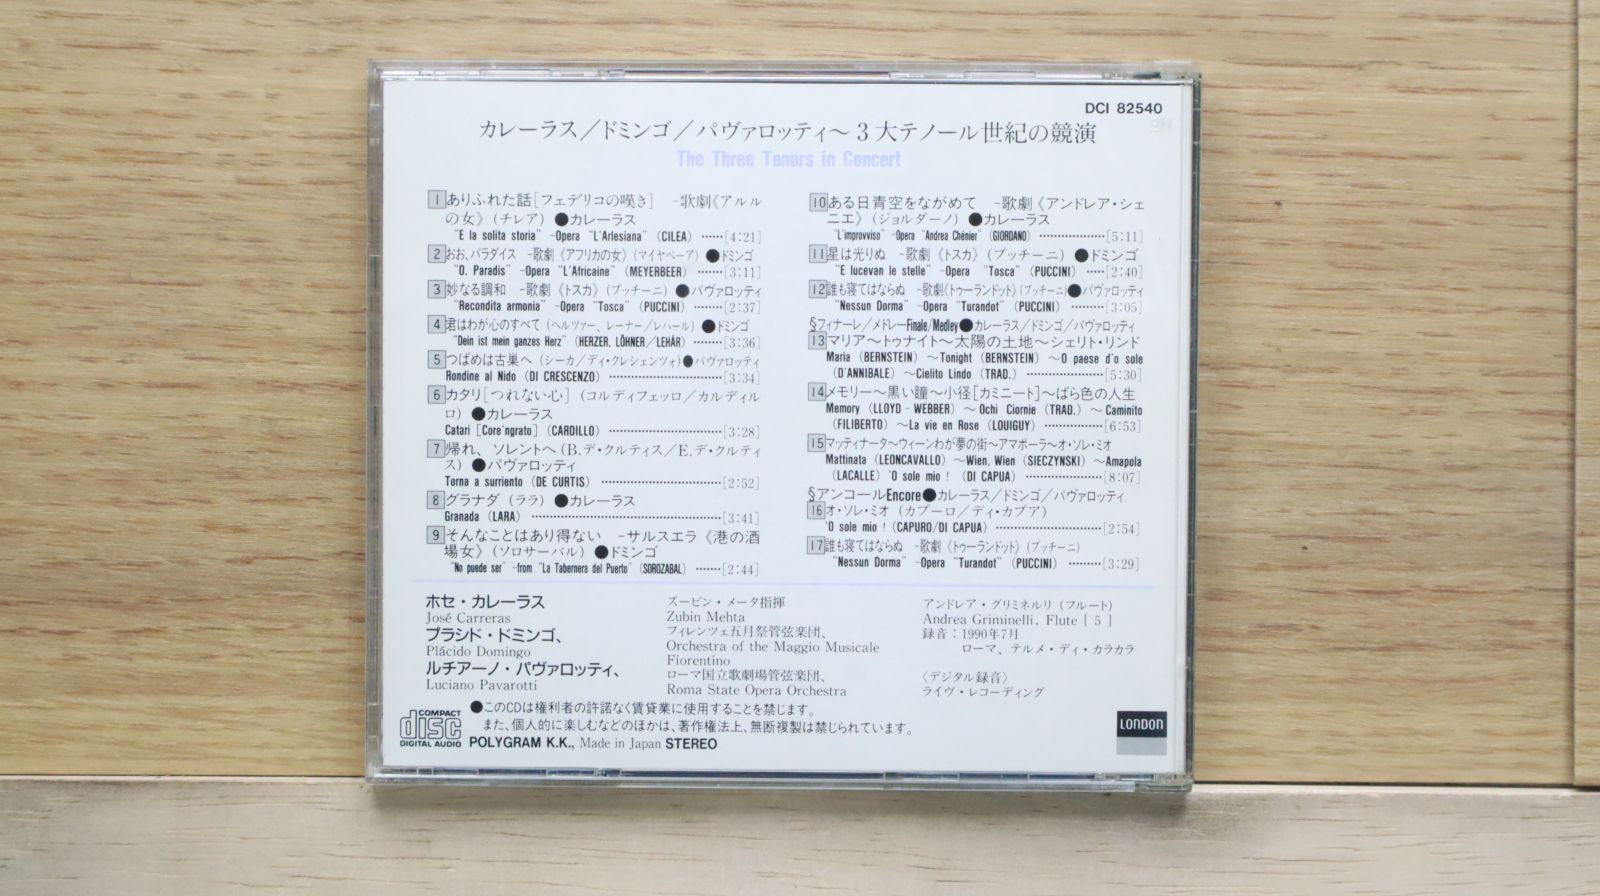 DCI 82540
カレーラス／ドミンゴ／パヴァロッティ～3大テノール世紀の競演
The Three Tenors in Concert
1 ありふれた話[フェデリコの嘆き] -歌劇《アルル
の女》(チレア) ●カレーラス
"E la solita storia" -Opera "L'Arlesiana" (CILEA) ······[4:21]
2 おお、パラダイス -歌劇《アフリカの女》(マイヤベーア) ●ドミンゴ
"O. Paradis" -Opera "L'Africaine" (MEYERBEER) ·······[3:11]
3 妙なる調和 -歌劇《トスカ》(プッチーニ) ●パヴァロッティ
"Recondita armonia" -Opera "Tosca" (PUCCINI) ········[2:37]
4 君はわが心のすべて (ヘルツァー、レーナー／レハール) ●ドミンゴ
"Dein ist mein ganzes Herz" (HERZER, LÖHNER/LEHÁR) ·······[3:36]
5 つばめは古巣へ (シーカ／ディ・クレシェンツォ) ●パヴァロッティ
Rondine al Nido (DI CRESCENZO) ·····················[3:34]
6 カタリ[つれない心] (コルディフェッロ／カルディル
ロ) ●カレーラス
Catari [Core'ngrato] (CARDILLO) ·····················[3:28]
7 帰れ、ソレントへ (B.デ・クルティス／E.デ・クルティ
ス) ●パヴァロッティ
Torna a surriento (DE CURTIS) ·····················[2:52]
8 グラナダ (ララ) ●カレーラス
Granada (LARA) ·····················[3:41]
9 そんなことはあり得ない -サルスエラ《港の酒
場女》(ソロサーバル) ●ドミンゴ
"No puede ser" -from "La Tabernera del Puerto" (SOROZABAL) ·······[2:44]
10 ある日青空をながめて -歌劇《アンドレア・シェ
ニエ》(ジョルダーノ) ●カレーラス
"L'improvviso" -Opera "Andrea Chénier" (GIORDANO) ··················[5:11]
11 星は光りぬ -歌劇《トスカ》(プッチーニ) ●ドミンゴ
"E lucevan le stelle" -Opera "Tosca" (PUCCINI) ·····[2:40]
12 誰も寝てはならぬ -歌劇《トゥーランドット》(プッチーニ)●パヴァロッティ
"Nessun Dorma" -Opera "Turandot" (PUCCINI) ·········[3:05]
§フィナーレ／メドレーFinale/Medley●カレーラス／ドミンゴ／パヴァロッティ
13 マリア～トゥナイト～太陽の土地～シェリト・リンド
Maria (BERNSTEIN) ～Tonight (BERNSTEIN) ～O paese d'o sole
(D'ANNIBALE) ～Cielito Lindo (TRAD.) ·····················[5:30]
14 メモリー～黒い瞳～小径[カミニート]～ばら色の人生
Memory (LLOYD-WEBBER) ～Ochi Ciornie (TRAD.) ～Caminito
(FILIBERTO) ～La vie en Rose (LOUIGUY) ··················[6:53]
15 マッティナータ～ウィーンわが夢の街～アマポーラ～オ・ソレ・ミオ
Mattinata (LEONCAVALLO) ～Wien, Wien (SIECZYNSKI) ～Amapola
(LACALLE) 'O sole mio ! (DI CAPUA) ·····················[8:07]
§アンコールEncore●カレーラス／ドミンゴ／パヴァロッティ
16 オ・ソレ・ミオ (カプーロ／ディ・カプア)
'O sole mio ! (CAPURO/DI CAPUA) ·····················[2:54]
17 誰も寝てはならぬ -歌劇《トゥーランドット》(プッチーニ)
"Nessun Dorma" -Opera "Turandot" (PUCCINI) ·········[3:29]
ホセ・カレーラス
José Carreras
プラシド・ドミンゴ、
Plácido Domingo
ルチアーノ・パヴァロッティ、
Luciano Pavarotti
ズービン・メータ指揮
Zubin Mehta
フィレンツェ五月祭管弦楽団、
Orchestra of the Maggio Musicale
Fiorentino
ローマ国立歌劇場管弦楽団、
Roma State Opera Orchestra
アンドレア・グリミネルリ (フルート)
Andrea Griminelli, Flute [ 5 ]
録音：1990年7月
ローマ、テルメ・ディ・カラカラ
〈デジタル録音〉
ライヴ・レコーディング
COMPACT
disc
DIGITAL AUDIO
●このCDは権利者の許諾なく賃貸業に使用することを禁じます。
また、個人的に楽しむなどのほかは、著作権法上、無断複製は禁じられています。
POLYGRAM K.K., Made in Japan STEREO
LONDON